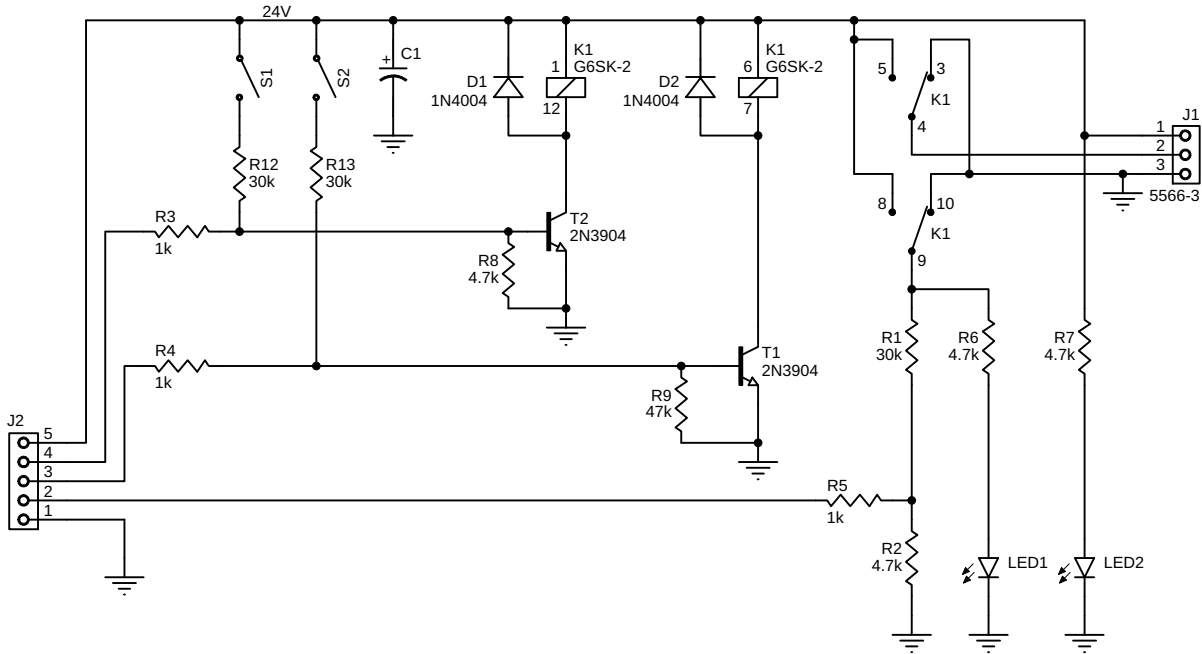 24V
S1
S2
+
C1
D1
1N4004
K1
G6SK-2
1
12
D2
1N4004
K1
G6SK-2
6
7
5
3
K1
4
J1
1
2
3
5566-3
R12
30k
R13
30k
R3
1k
T2
2N3904
R8
4.7k
8
10
K1
9
R4
1k
T1
2N3904
R9
47k
R1
30k
R6
4.7k
R7
4.7k
J2
5
4
3
2
1
R5
1k
R2
4.7k
LED1
LED2